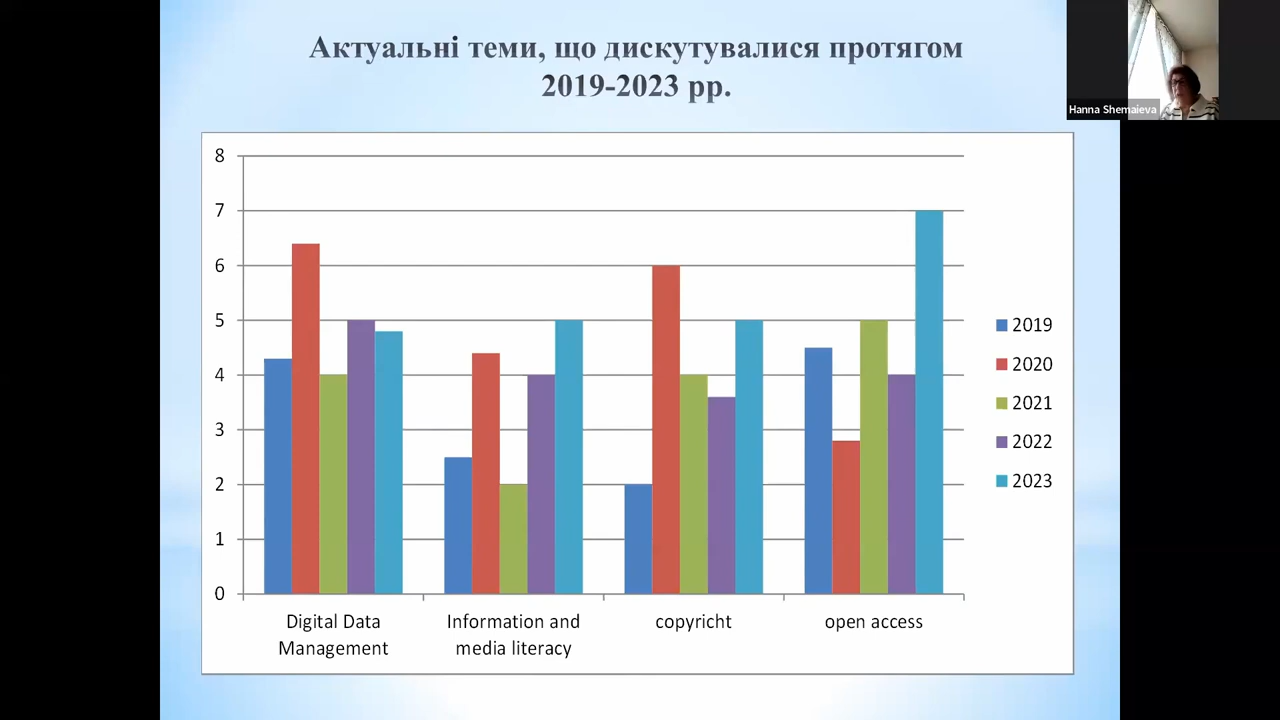 Актуальні теми, що дискутувалися протягом
2019-2023 рр.
Hanna Shemaieva
8
7
6
5
4
3
2
1
0
Digital Data
Management
Information and
media literacy
copyricht
open access
2019
2020
2021
2022
2023